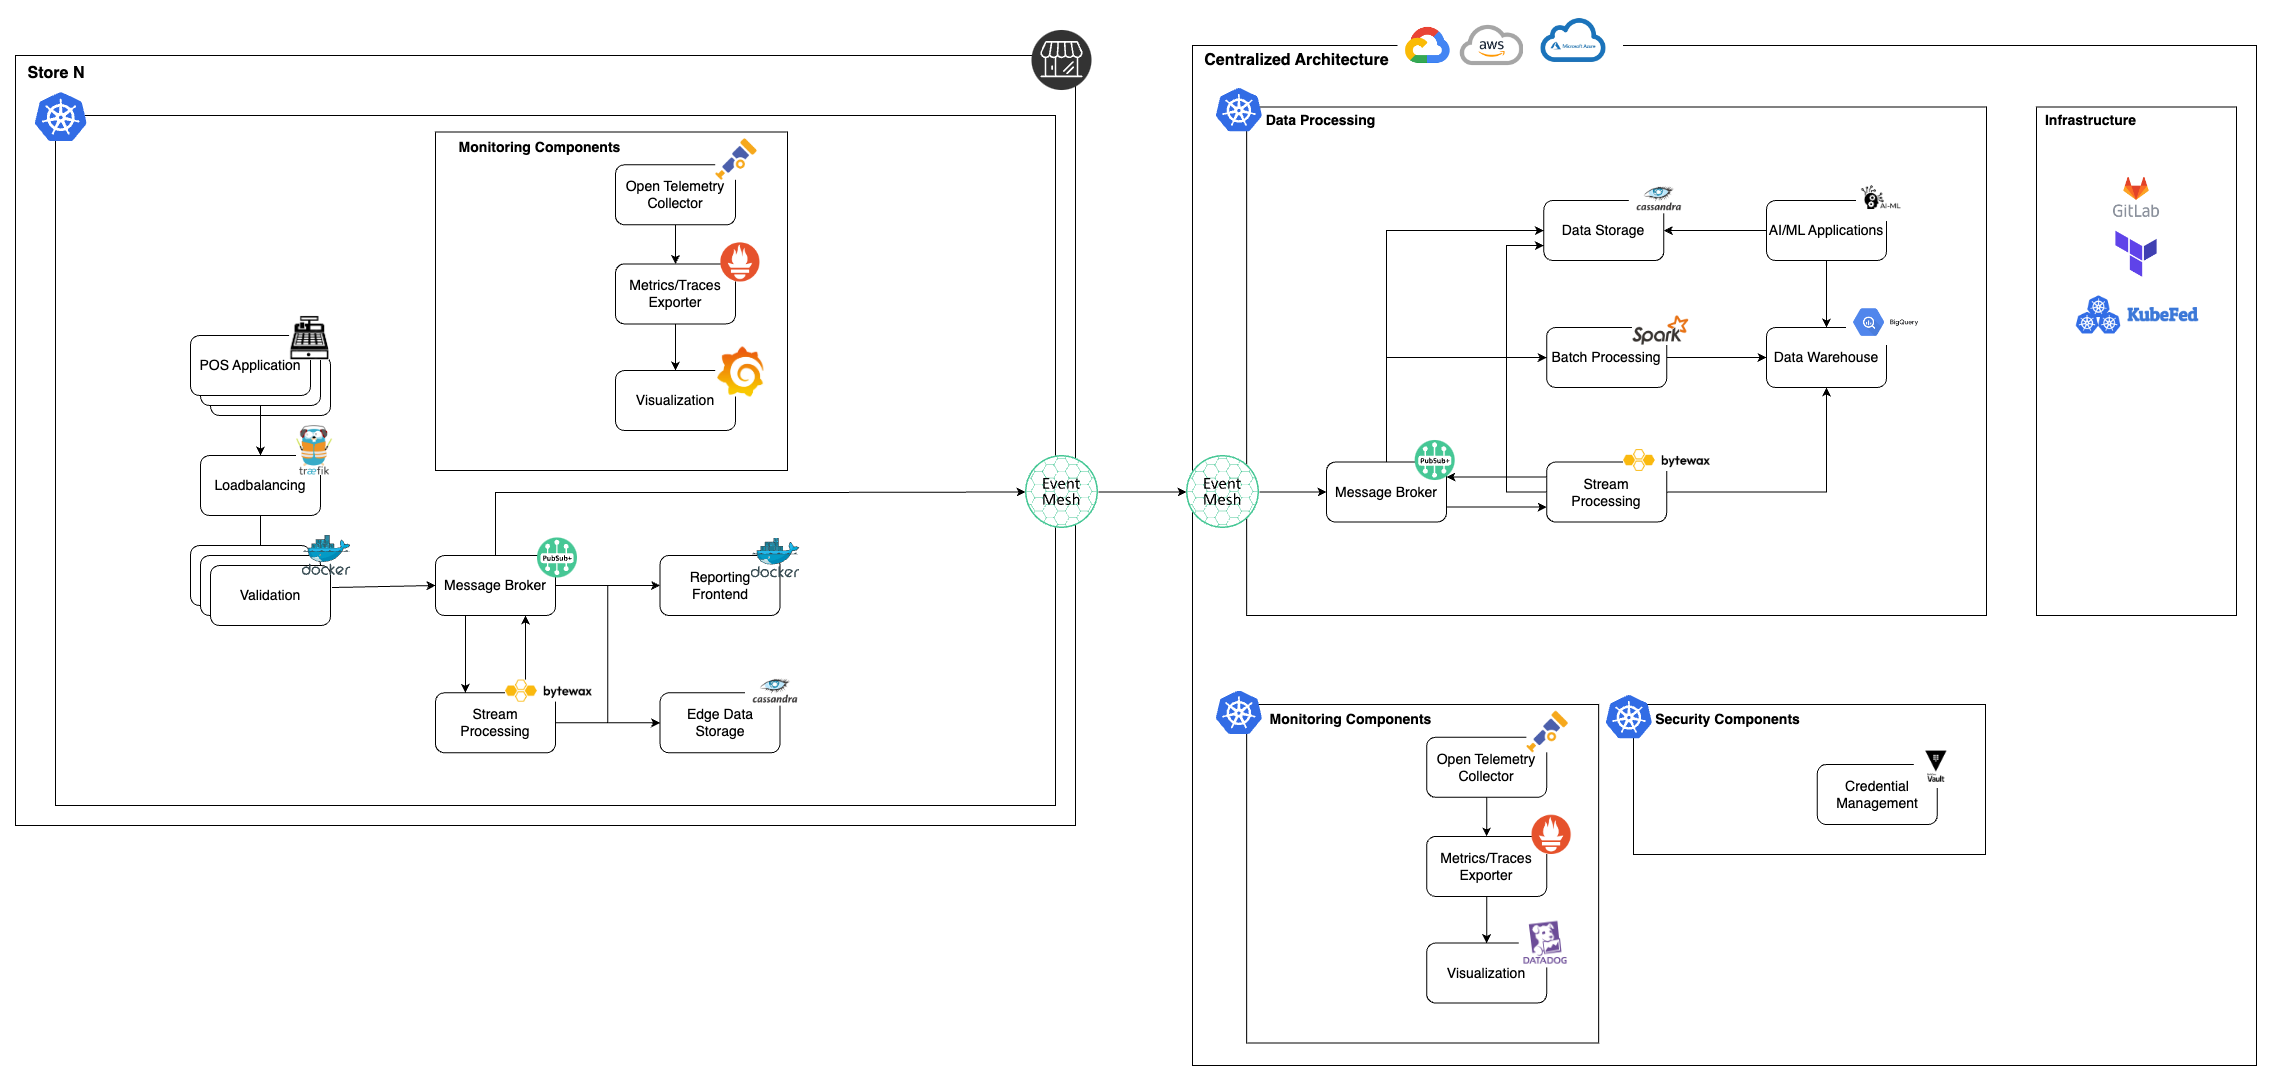 Store N
Monitoring Components
Open Telemetry
Collector
Metrics/Traces
Exporter
Visualization
POS Application
træfik
Loadbalancing
docker
Validation
PubSub+
Message Broker
docker
Reporting
Frontend
bytewax
Stream
Processing
cassandra
Edge Data
Storage
Event
Mesh
Centralized Architecture
aws
Microsoft Azure
Data Processing
cassandra
Data Storage
AI-ML
AI/ML Applications
Spark
Batch Processing
BigQuery
Data Warehouse
Event
Mesh
PubSub+
Message Broker
bytewax
Stream
Processing
Infrastructure
GitLab
KubeFed
Monitoring Components
Open Telemetry
Collector
Metrics/Traces
Exporter
DATADOG
Visualization
Security Components
Vault
Credential
Management